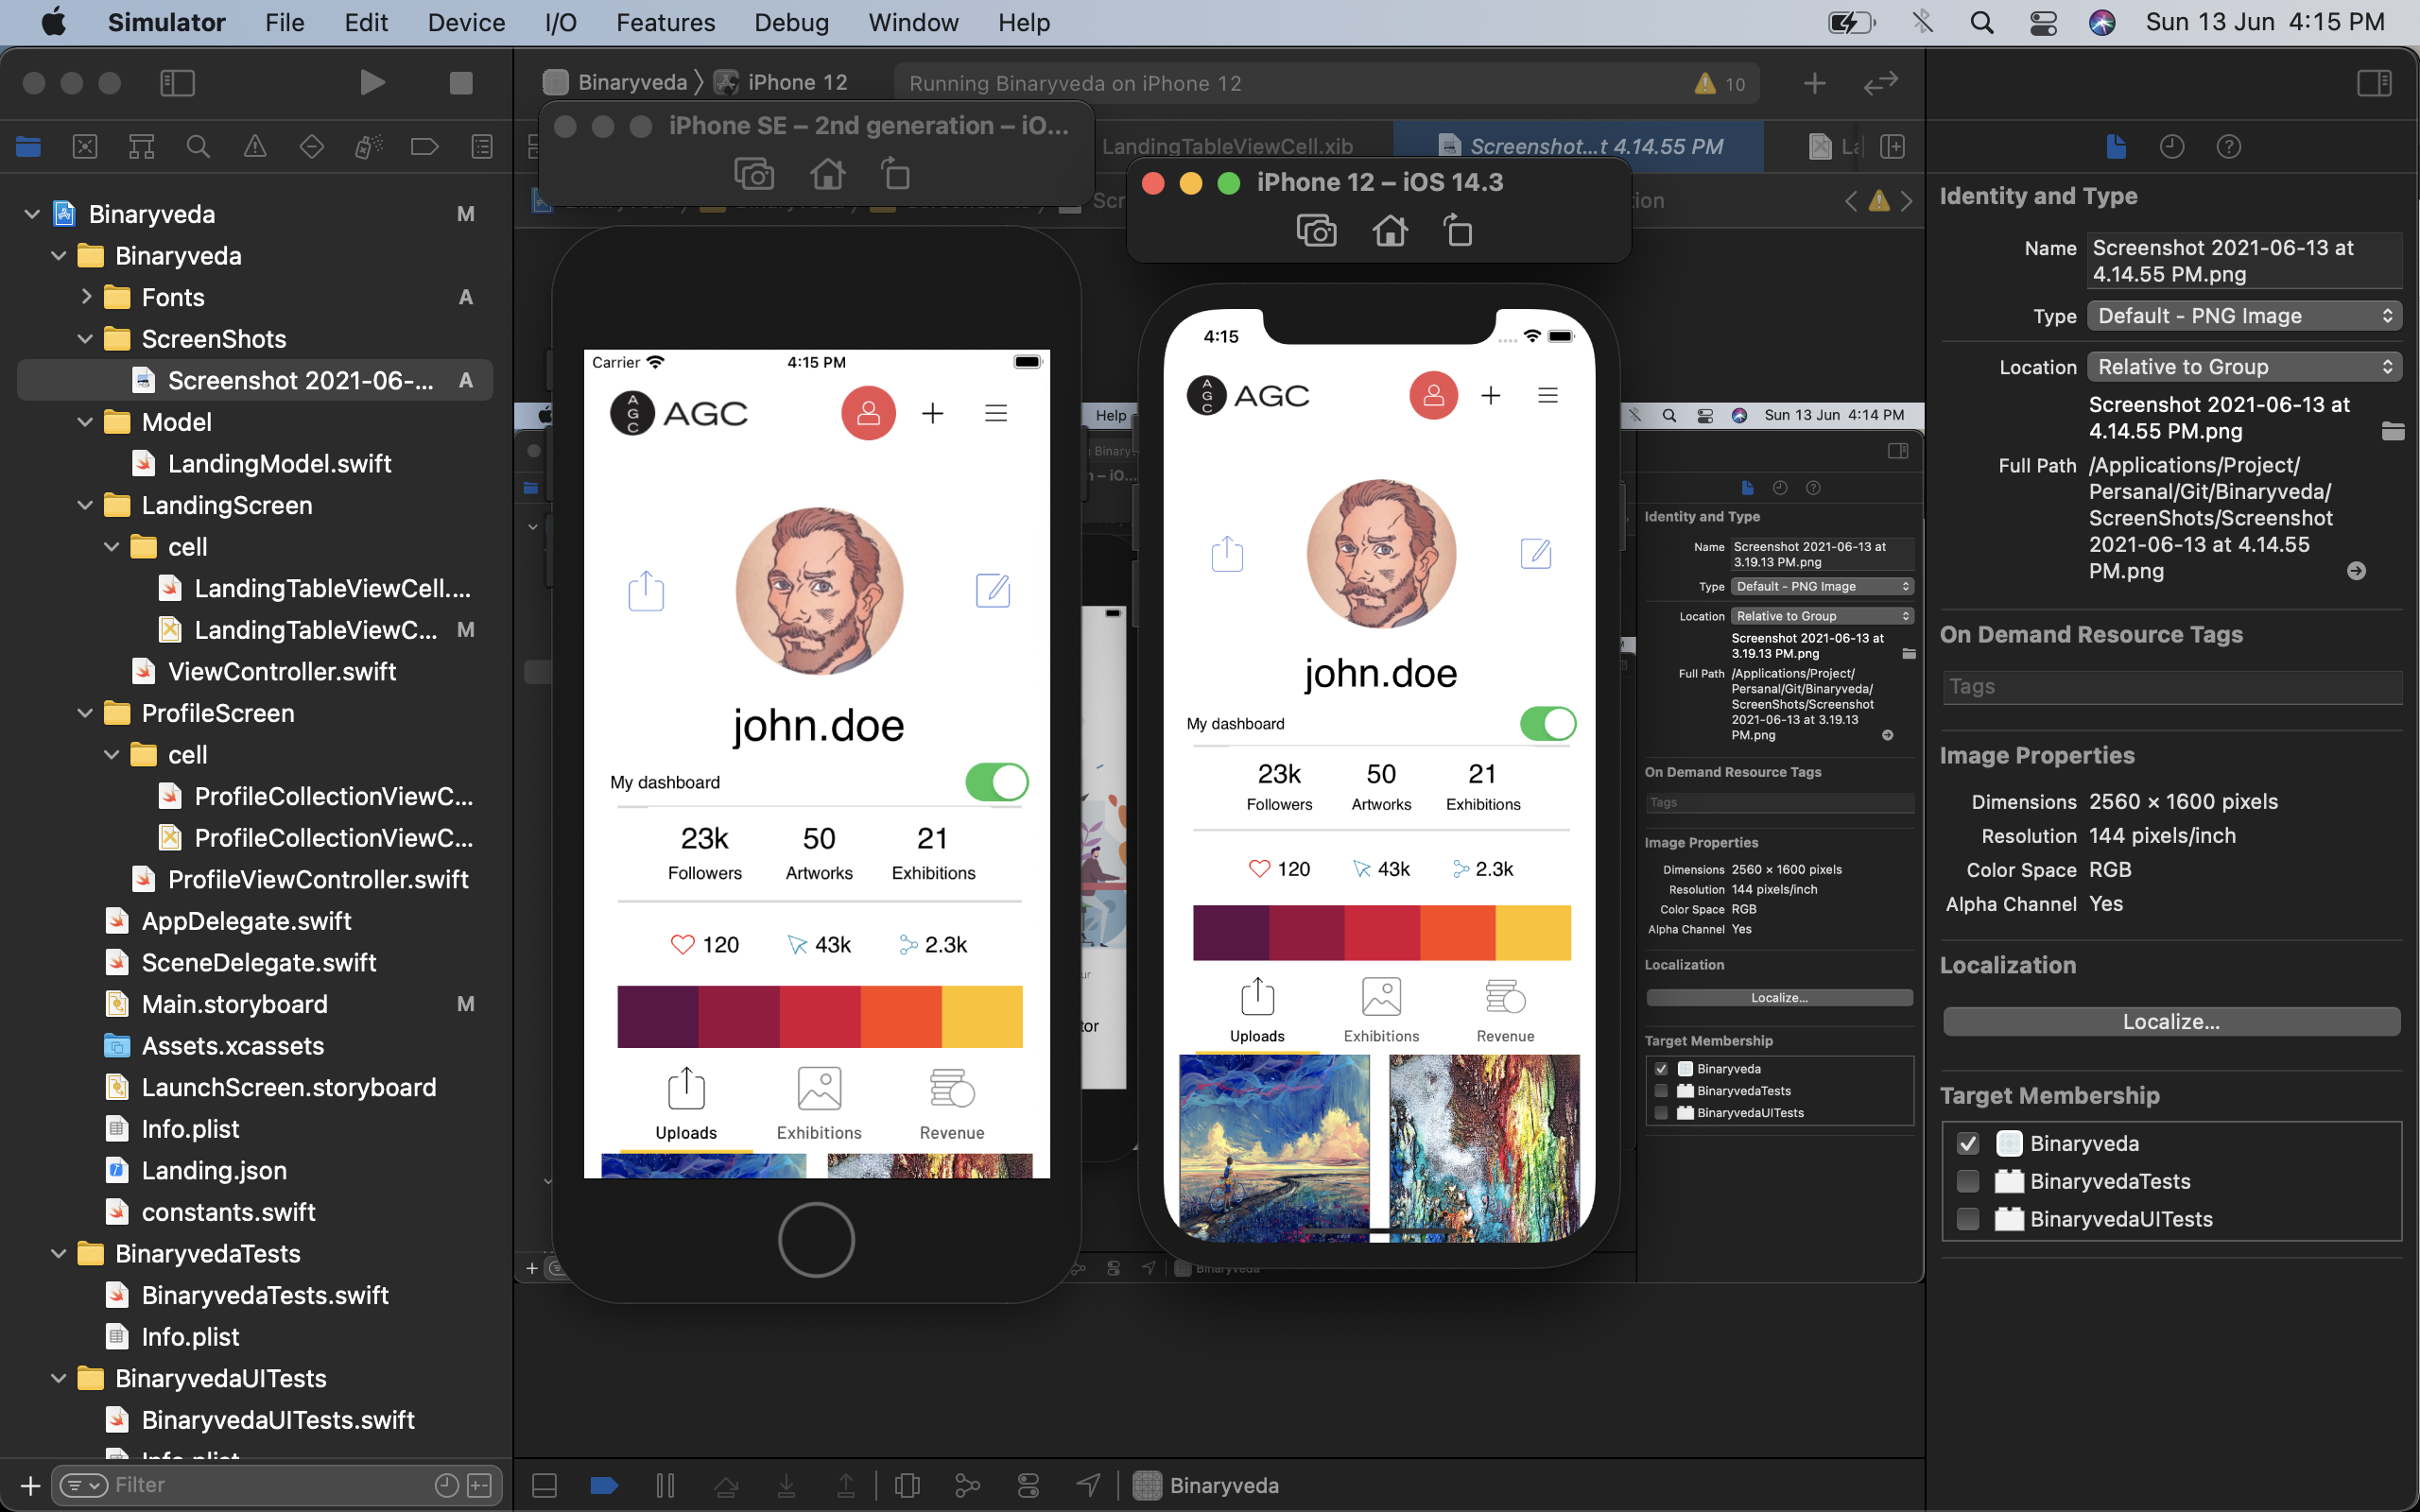 Simulator File Edit Device I/O Features Debug Window Help
Sun 13 Jun 4:15 PM
Binaryveda iPhone 12
Running Binaryveda on iPhone 12
10
iPhone SE – 2nd generation – iO...
LandingTableViewCell.xib
Screenshot...t 4.14.55 PM
iPhone 12 – iOS 14.3
Binaryveda M
Binaryveda
Fonts A
ScreenShots
Screenshot 2021-06-... A
Model
LandingModel.swift
LandingScreen
cell
LandingTableViewCell....
LandingTableViewC... M
ViewController.swift
ProfileScreen
cell
ProfileCollectionViewC...
ProfileCollectionViewC...
ProfileViewController.swift
AppDelegate.swift
SceneDelegate.swift
Main.storyboard M
Assets.xcassets
LaunchScreen.storyboard
Info.plist
Landing.json
constants.swift
BinaryvedaTests
BinaryvedaTests.swift
Info.plist
BinaryvedaUITests
BinaryvedaUITests.swift
Info.plist
Filter
Carrier 4:15 PM
AGC AGC
john.doe
My dashboard
23k 50 21
Followers Artworks Exhibitions
120 43k 2.3k
Uploads Exhibitions Revenue
4:15
AGC AGC
john.doe
My dashboard
23k 50 21
Followers Artworks Exhibitions
120 43k 2.3k
Uploads Exhibitions Revenue
Help
Sun 13 Jun 4:14 PM
Identity and Type
Name Screenshot 2021-06-13 at
3.19.13 PM.png
Type Default - PNG Image
Location Relative to Group
Screenshot 2021-06-13 at
3.19.13 PM.png
Full Path /Applications/Project/
Persanal/Git/Binaryveda/
ScreenShots/Screenshot
2021-06-13 at 3.19.13
PM.png
On Demand Resource Tags
Tags
Image Properties
Dimensions 2560 × 1600 pixels
Resolution 144 pixels/inch
Color Space RGB
Alpha Channel Yes
Localization
Localize...
Target Membership
Binaryveda
BinaryvedaTests
BinaryvedaUITests
Binaryveda
Binaryveda
Identity and Type
Name Screenshot 2021-06-13 at
4.14.55 PM.png
Type Default - PNG Image
Location Relative to Group
Screenshot 2021-06-13 at
4.14.55 PM.png
Full Path /Applications/Project/
Persanal/Git/Binaryveda/
ScreenShots/Screenshot
2021-06-13 at 4.14.55
PM.png
On Demand Resource Tags
Tags
Image Properties
Dimensions 2560 × 1600 pixels
Resolution 144 pixels/inch
Color Space RGB
Alpha Channel Yes
Localization
Localize...
Target Membership
Binaryveda
BinaryvedaTests
BinaryvedaUITests